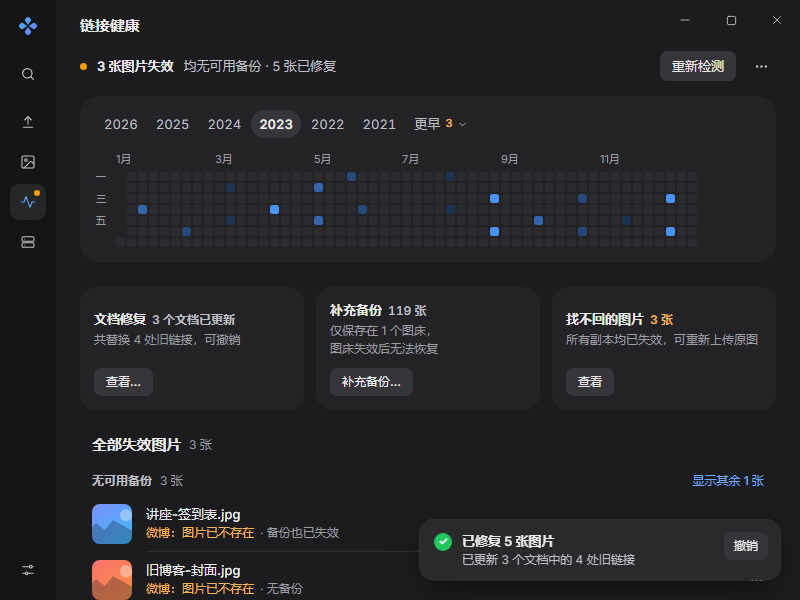 链接健康
3 张图片失效 均无可用备份 · 5 张已修复
重新检测
2026 2025 2024 2023 2022 2021 更早 3
1月 3月 5月 7月 9月 11月
一
三
五
文档修复 3 个文档已更新
共替换 4 处旧链接，可撤销
查看...
补充备份 119 张
仅保存在 1 个图床，
图床失效后无法恢复
补充备份...
找不回的图片 3 张
所有副本均已失效，可重新上传原图
查看
全部失效图片 3 张
无可用备份 3 张
显示其余 1 张
讲座-签到表.jpg
微博：图片已不存在 · 备份也已失效
旧博客-封面.jpg
微博：图片已不存在 · 无备份
已修复 5 张图片
已更新 3 个文档中的 4 处旧链接
撤销